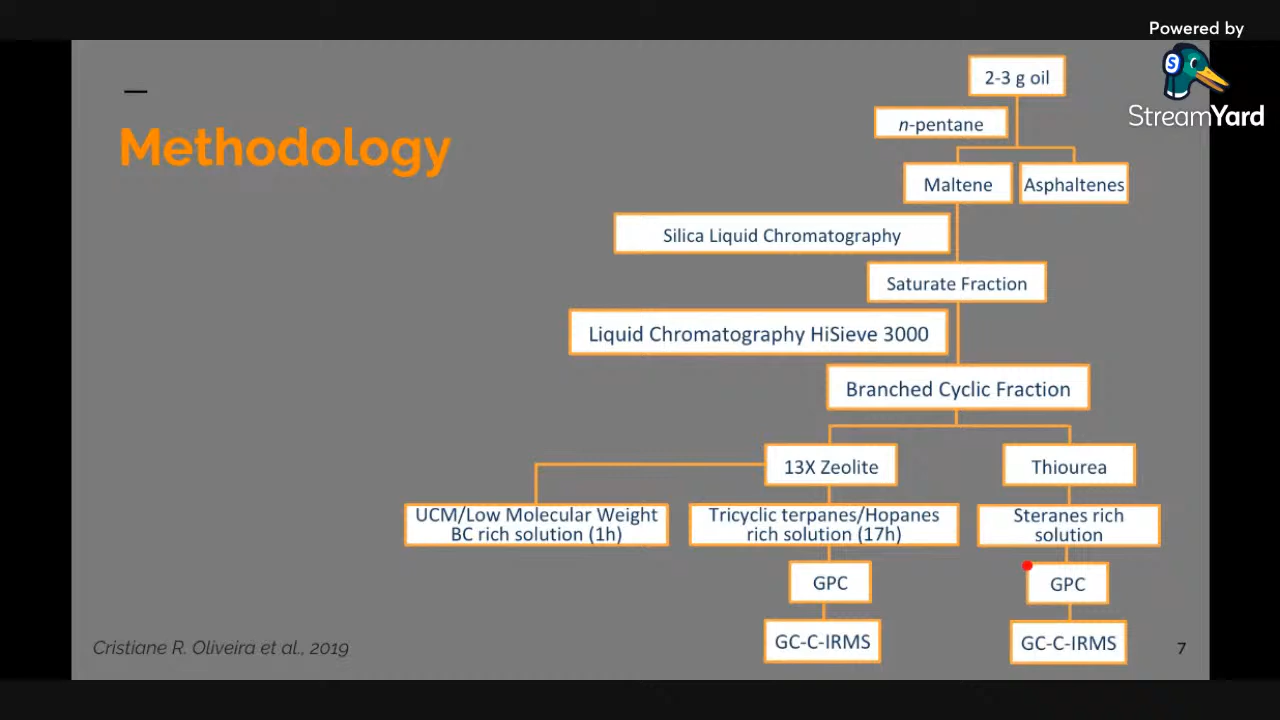 Powered by
StreamYard
Methodology
2-3 g oil
n-pentane
Maltene
Asphaltenes
Silica Liquid Chromatography
Saturate Fraction
Liquid Chromatography HiSieve 3000
Branched Cyclic Fraction
13X Zeolite
Thiourea
UCM/Low Molecular Weight
BC rich solution (1h)
Tricyclic terpanes/Hopanes
rich solution (17h)
Steranes rich
solution
GPC
GPC
GC-C-IRMS
GC-C-IRMS
Cristiane R. Oliveira et al., 2019
7